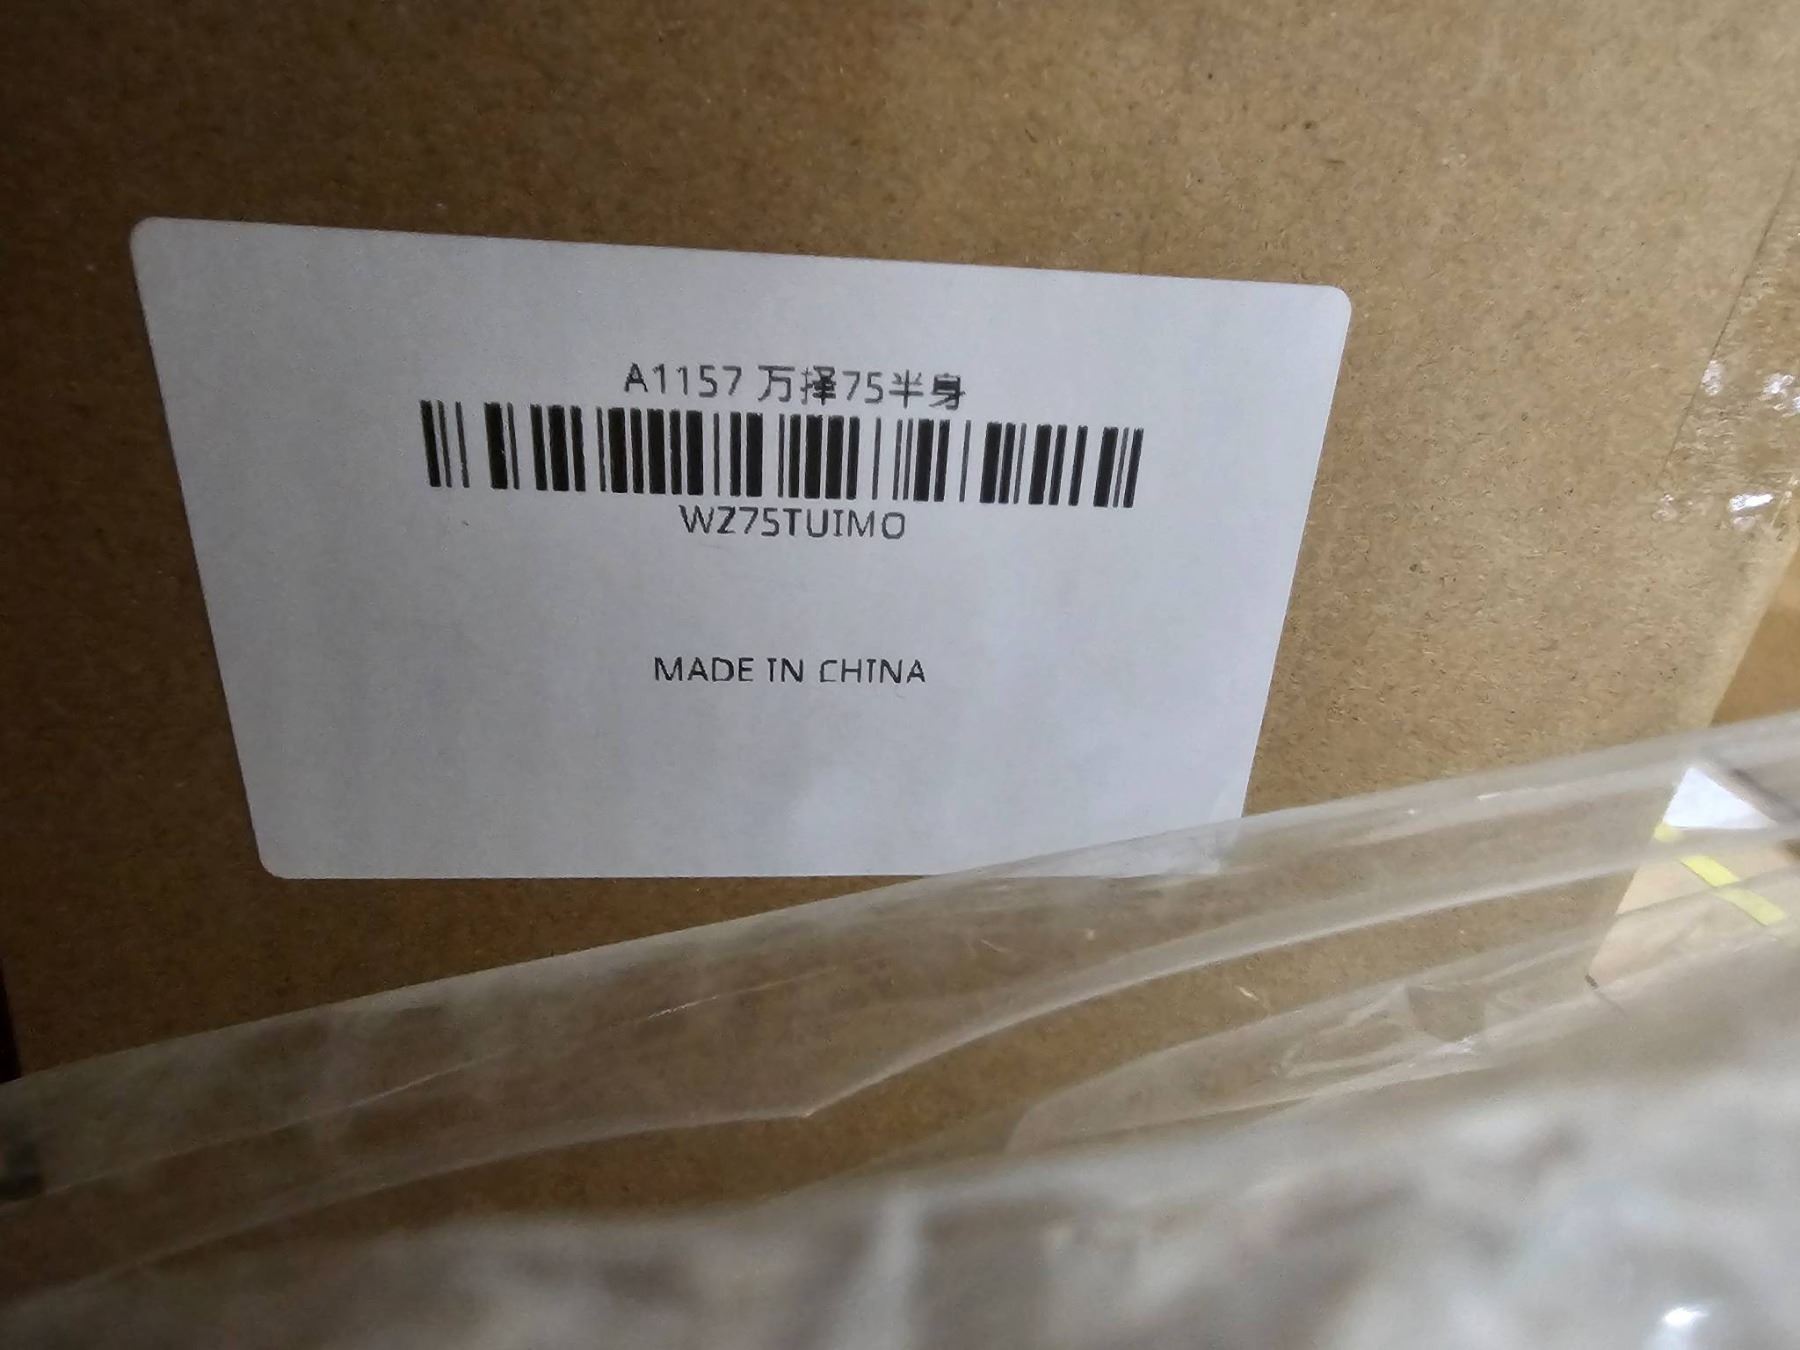 A1157 万择75半身
WZ75TUIMO
MADE IN CHINA